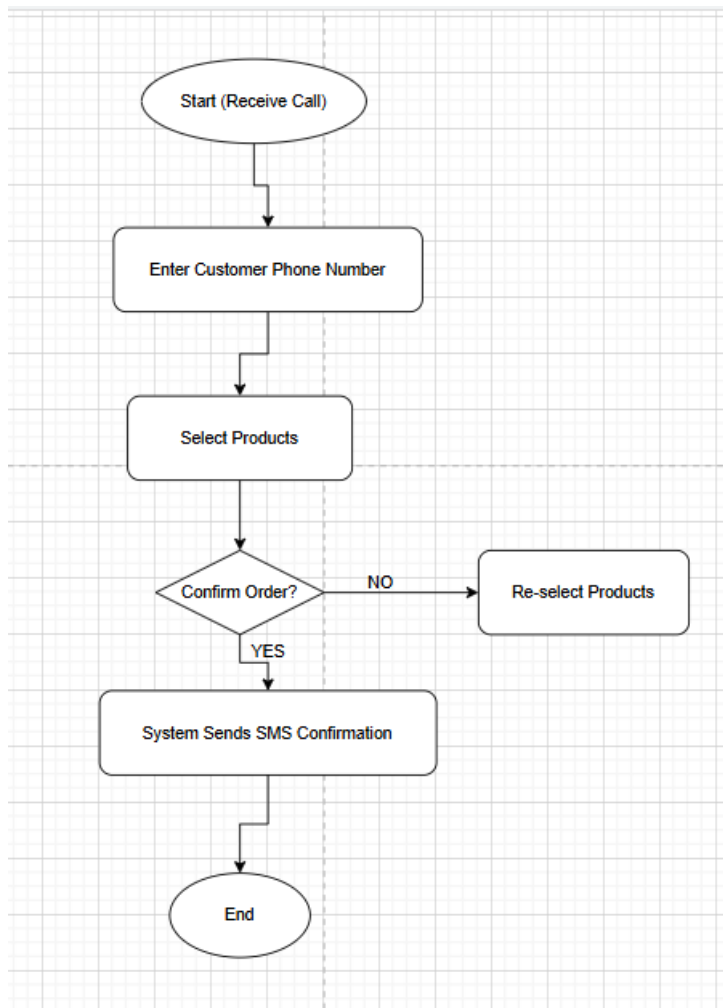 Start (Receive Call)
Enter Customer Phone Number
Select Products
Confirm Order?
NO
Re-select Products
YES
System Sends SMS Confirmation
End